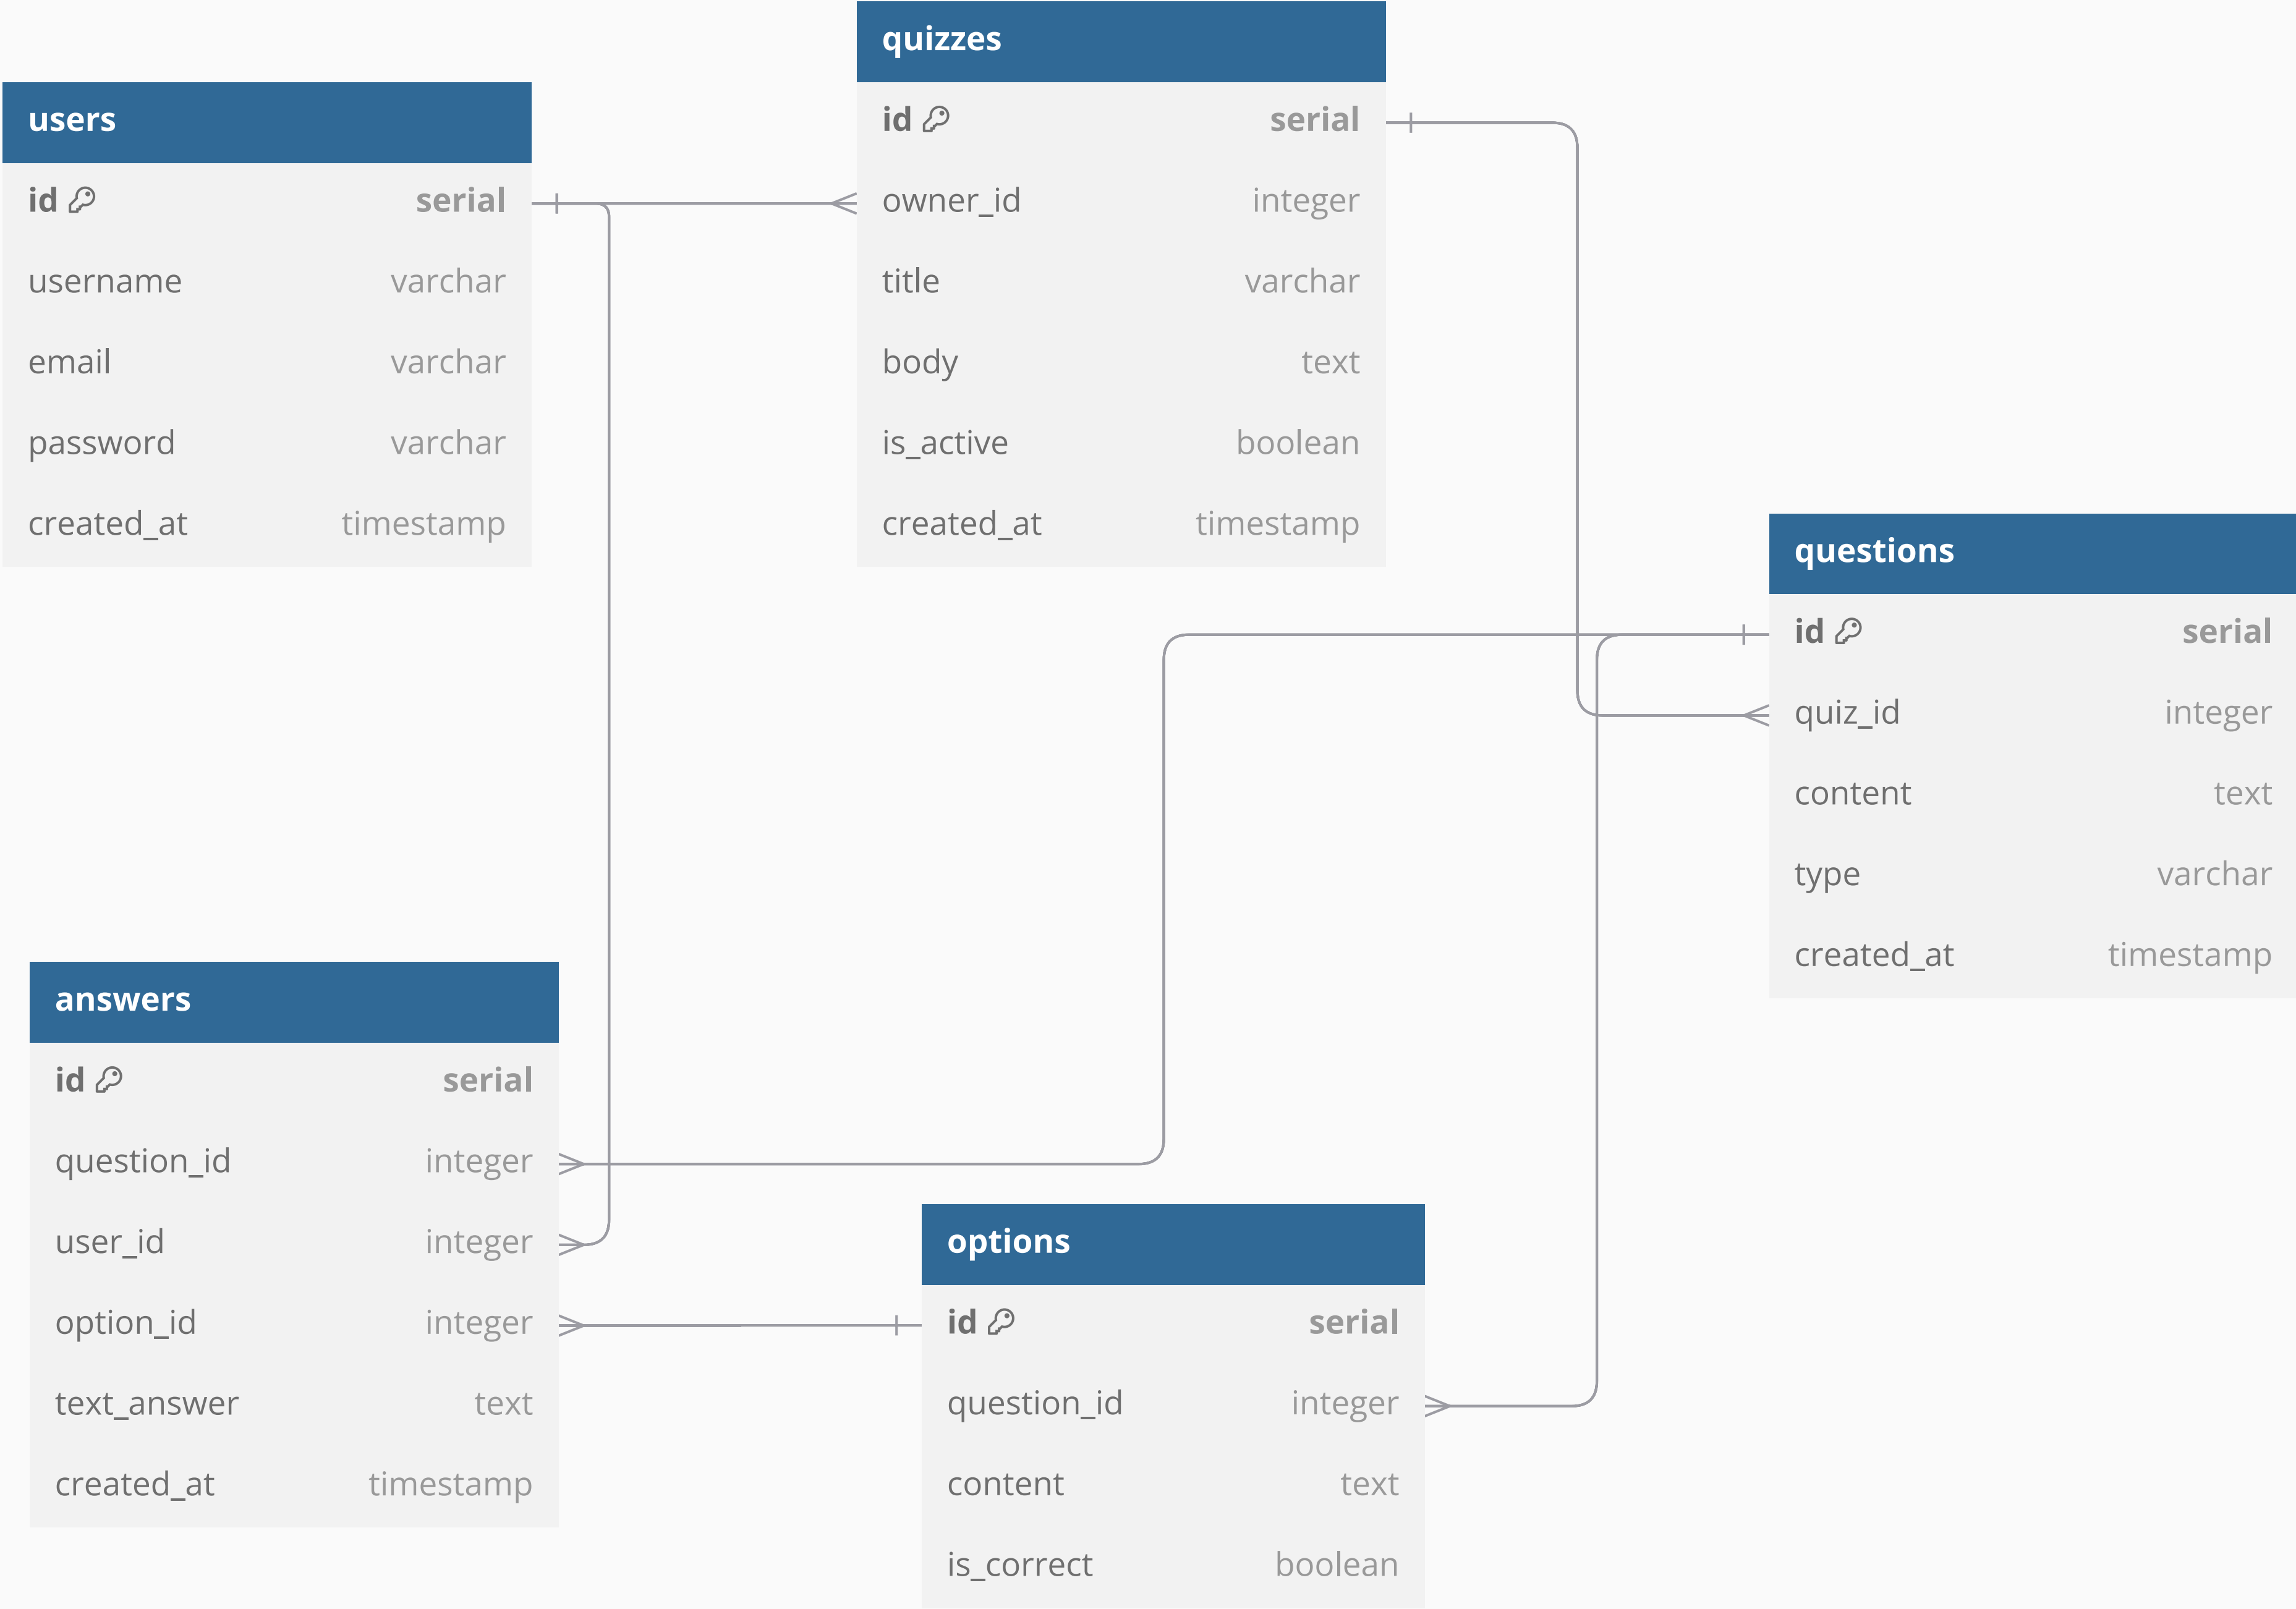 users
id serial
username varchar
email varchar
password varchar
created_at timestamp
quizzes
id serial
owner_id integer
title varchar
body text
is_active boolean
created_at timestamp
questions
id serial
quiz_id integer
content text
type varchar
created_at timestamp
answers
id serial
question_id integer
user_id integer
option_id integer
text_answer text
created_at timestamp
options
id serial
question_id integer
content text
is_correct boolean